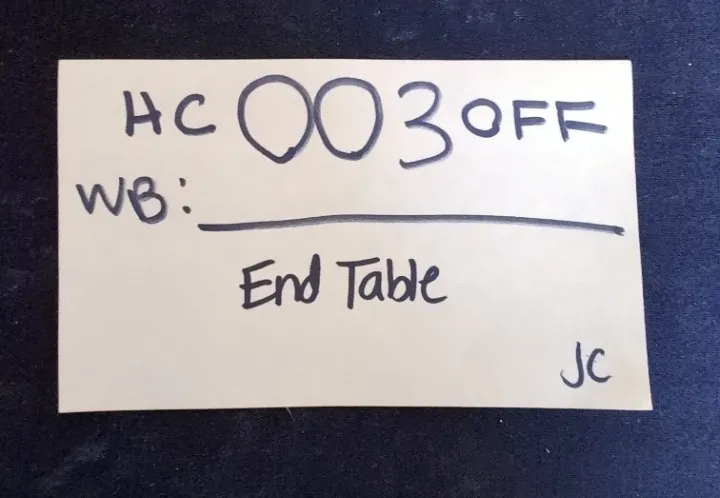 HC 003 OFF
WB:
End Table
JC